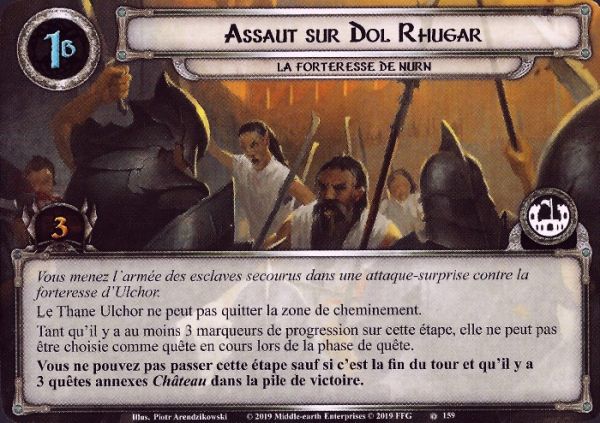 1B
ASSAUT SUR DOL RHUGAR
LA FORTERESSE DE NURN
3
Vous menez l'armée des esclaves secourus dans une attaque-surprise contre la
forteresse d'Ulchor.
Le Thane Ulchor ne peut pas quitter la zone de cheminement.
Tant qu'il y a au moins 3 marqueurs de progression sur cette étape, elle ne peut pas
être choisie comme quête en cours lors de la phase de quête.
Vous ne pouvez pas passer cette étape sauf si c'est la fin du tour et qu'il y a
3 quêtes annexes Château dans la pile de victoire.
Illus. Piotr Arendzikowski © 2019 Middle-earth Enterprises © 2019 FFG 159